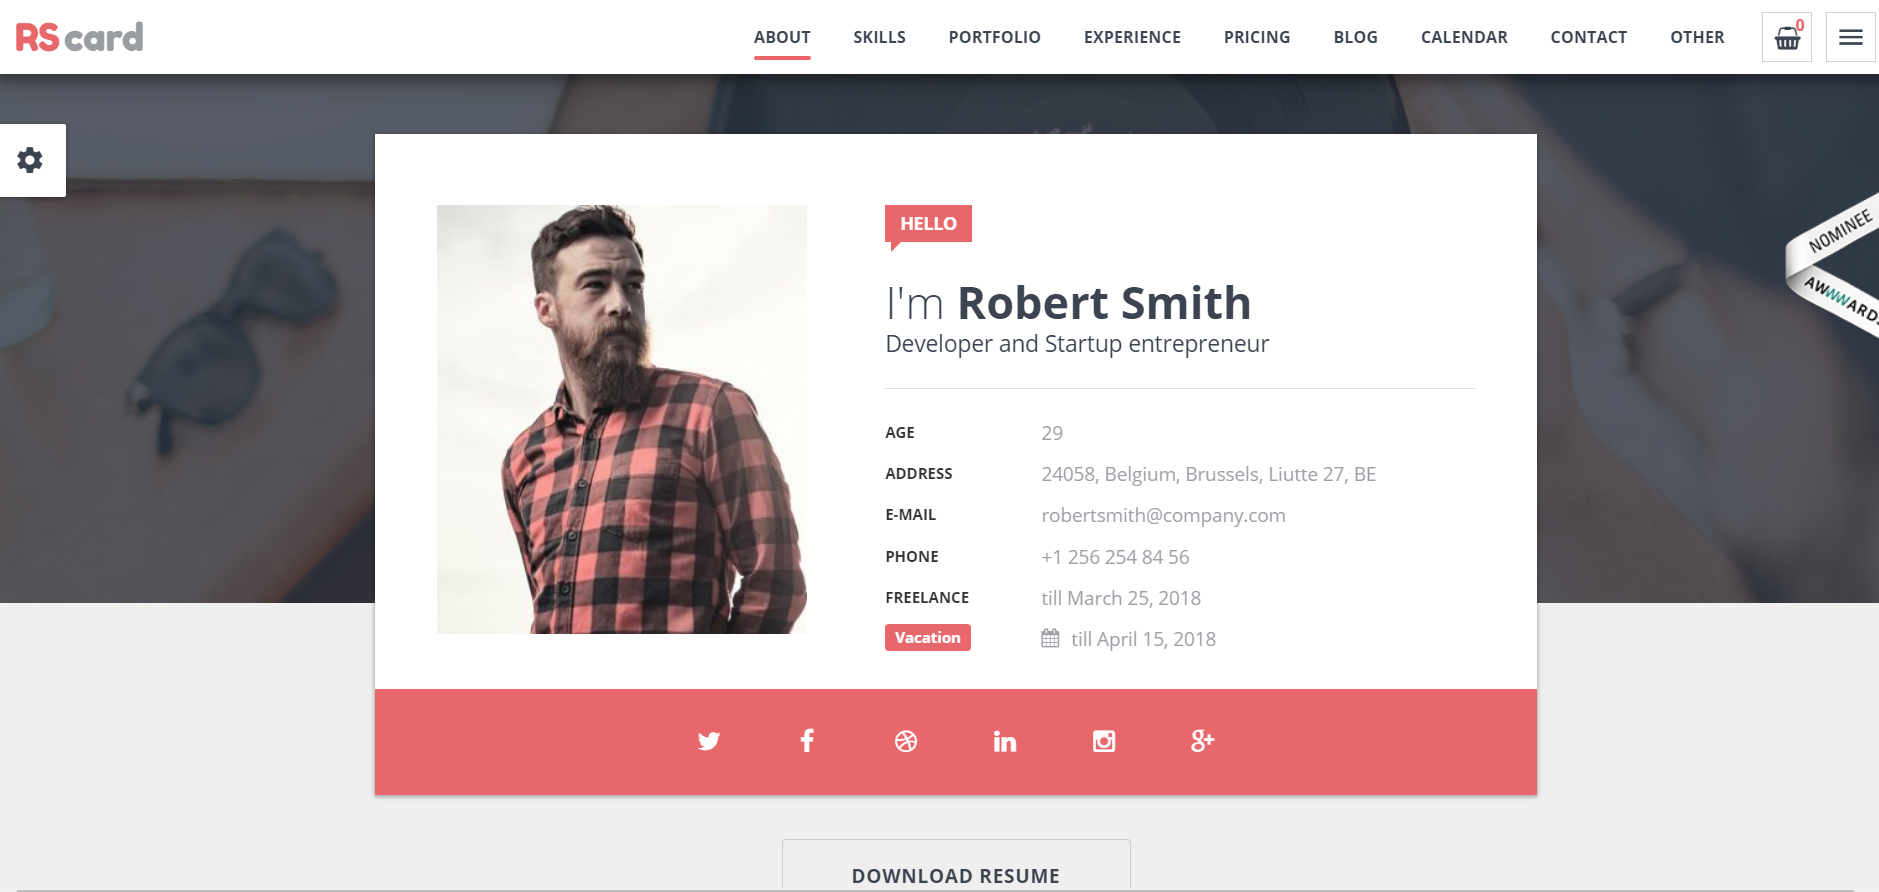 RS card
ABOUT SKILLS PORTFOLIO EXPERIENCE PRICING BLOG CALENDAR CONTACT OTHER 0
NOMINEE
AWWWARDS
HELLO
I'm Robert Smith
Developer and Startup entrepreneur
AGE 29
ADDRESS 24058, Belgium, Brussels, Liutte 27, BE
E-MAIL robertsmith@company.com
PHONE +1 256 254 84 56
FREELANCE till March 25, 2018
Vacation till April 15, 2018
DOWNLOAD RESUME